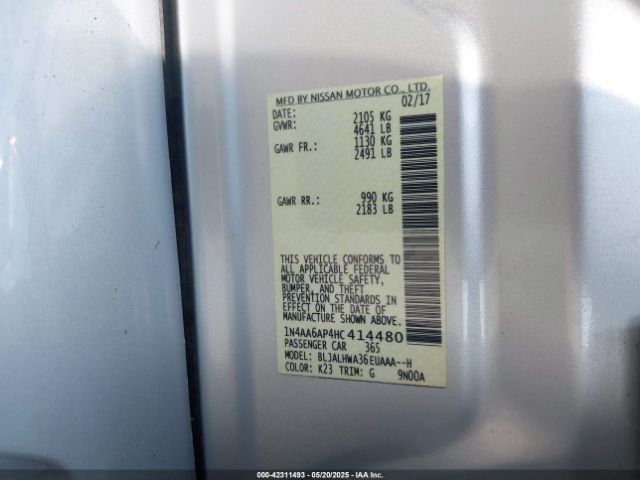 MFD BY NISSAN MOTOR CO., LTD.
DATE: 02/17
GVWR: 2105 KG
4641 LB
GAWR FR.: 1130 KG
2491 LB
GAWR RR.: 990 KG
2183 LB
THIS VEHICLE CONFORMS TO
ALL APPLICABLE FEDERAL
MOTOR VEHICLE SAFETY,
BUMPER, AND THEFT
PREVENTION STANDARDS IN
EFFECT ON THE DATE OF
MANUFACTURE SHOWN ABOVE.
1N4AA6AP4HC414480
PASSENGER CAR 365
MODEL: BLJALHWA36EUAAA--H
COLOR: K23 TRIM: G 9N00A
000-42311493 - 05/20/2025 - IAA Inc.